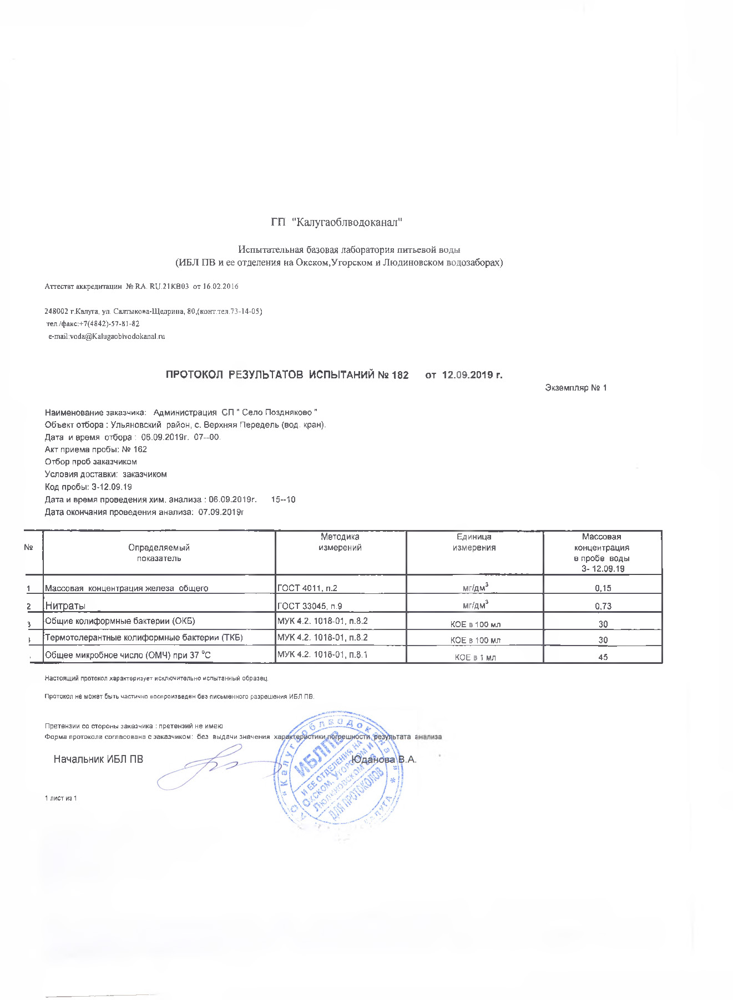 ГП "Калугаоблводоканал"
Испытательная базовая лаборатория питьевой воды
(ИБЛ ПВ и ее отделения на Окском,Угорском и Людиновском водозаборах)
Аттестат аккредитации № RA. RU.21КВ03 от 16.02.2016
248002 г.Калуга, ул. Салтыкова-Щедрина, 80,(конт.тел.73-14-05)
тел./факс:+7(4842)-57-81-82
e-mail:voda@Kalugaoblvodokanal.ru
ПРОТОКОЛ РЕЗУЛЬТАТОВ ИСПЫТАНИЙ № 182 от 12.09.2019 г.
Экземпляр № 1
Наименование заказчика: Администрация СП " Село Поздняково "
Объект отбора : Ульяновский район, с. Верхняя Передель (вод. кран).
Дата и время отбора : 06.09.2019г. 07--00.
Акт приема пробы: № 162
Отбор проб заказчиком
Условия доставки: заказчиком
Код пробы: 3-12.09.19
Дата и время проведения хим. анализа : 06.09.2019г. 15--10
Дата окончания проведения анализа: 07.09.2019г
№ Определяемый показатель Методика измерений Единица измерения Массовая концентрация в пробе воды 3- 12.09.19
1 Массовая концентрация железа общего ГОСТ 4011, п.2 мг/дм³ 0,15
2 Нитраты ГОСТ 33045, п.9 мг/дм³ 0,73
3 Общие колиформные бактерии (ОКБ) МУК 4.2. 1018-01, п.8.2 КОЕ в 100 мл 30
Термотолерантные колиформные бактерии (ТКБ) МУК 4.2. 1018-01, п.8.2 КОЕ в 100 мл 30
Общее микробное число (ОМЧ) при 37 °С МУК 4.2. 1018-01, п.8.1 КОЕ в 1 мл 45
Настоящий протокол характеризует исключительно испытанный образец.
Протокол не может быть частично воспроизведен без письменного разрешения ИБЛ ПВ.
Претензии со стороны заказчика : претензий не имею
Форма протокола согласована с заказчиком: без выдачи значения характеристики погрешности результата анализа
Начальник ИБЛ ПВ Юданова В.А.
"Калугаоблводоканал" *
ИБЛПВ
И ЕЕ ОТДЕЛЕНИЯ НА
ОКСКОМ, УГОРСКОМ И
ЛЮДИНОВСКОМ ВБ
ДЛЯ ПРОТОКОЛОВ
1 лист из 1